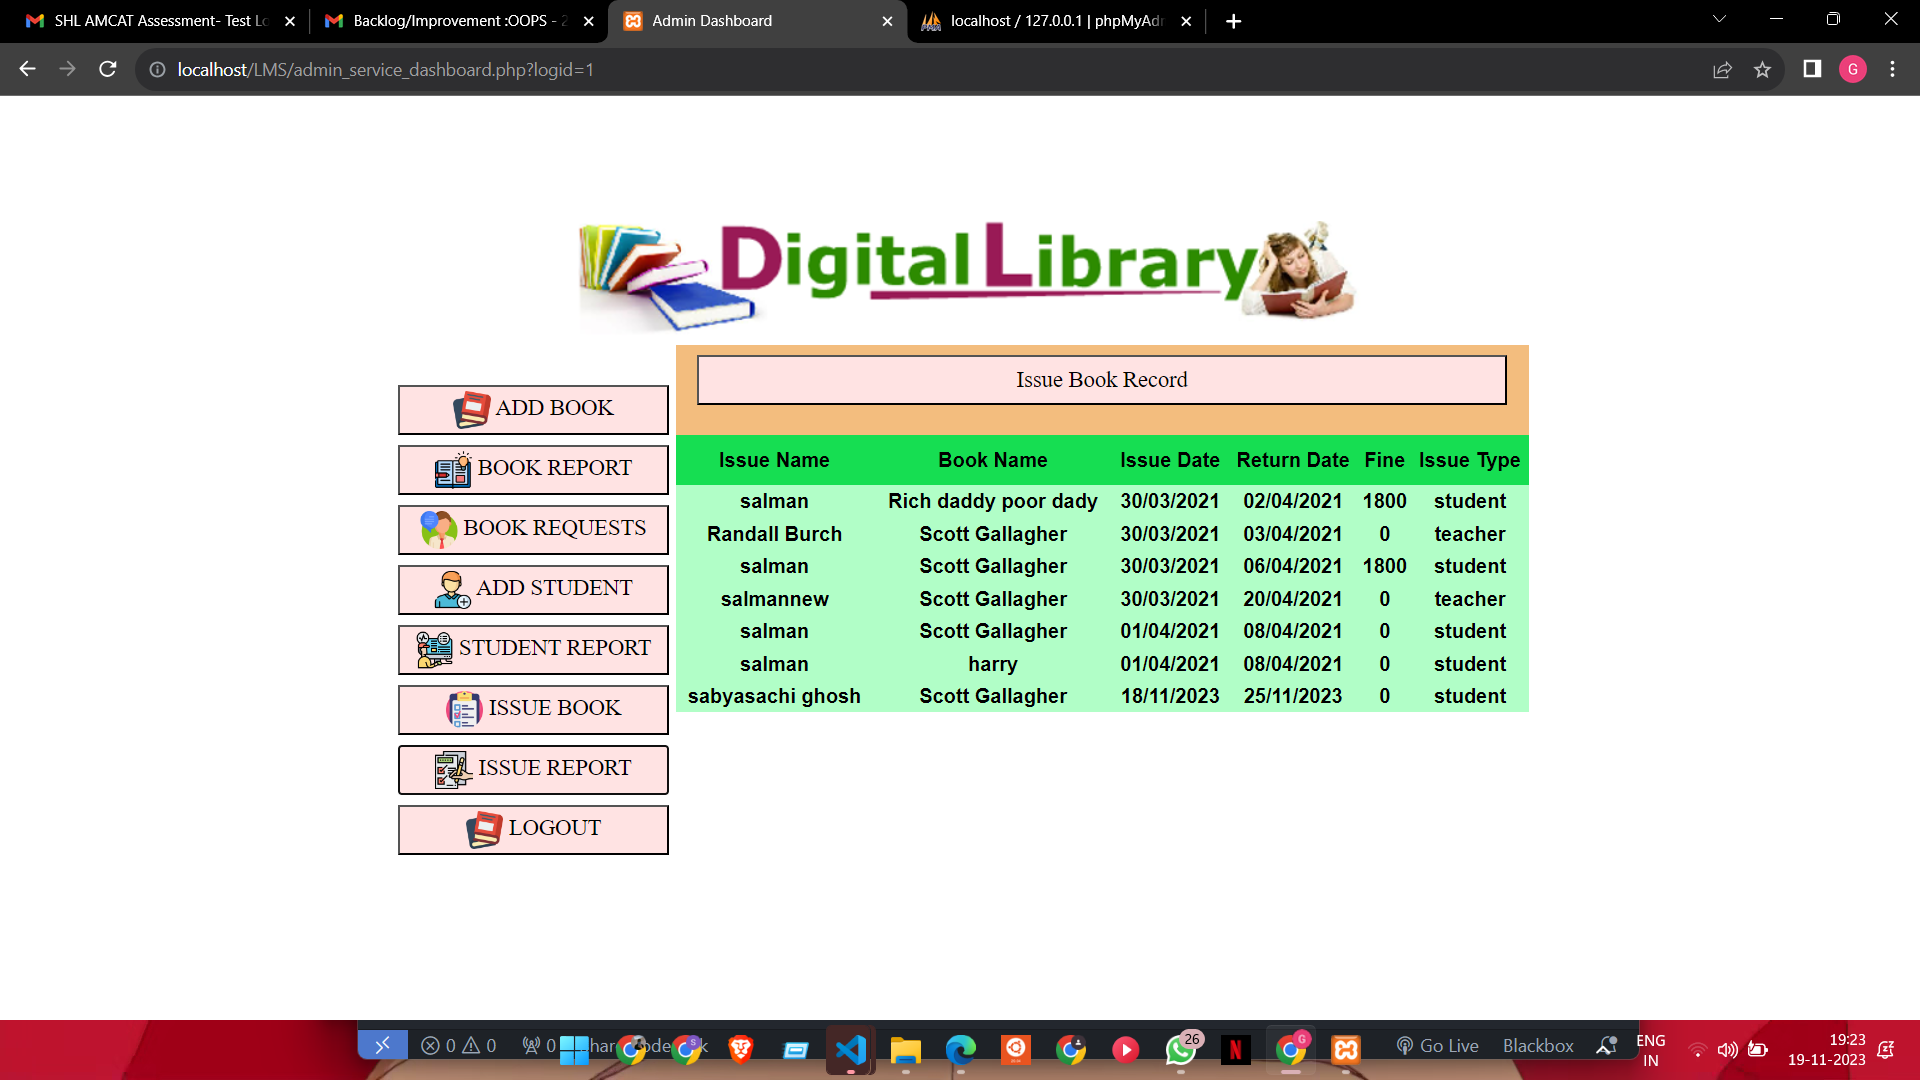 SHL AMCAT Assessment- Test Lo
Backlog/Improvement :OOPS - 2
Admin Dashboard
localhost / 127.0.0.1 | phpMyAdm
localhost/LMS/admin_service_dashboard.php?logid=1
G
Digital Library
ADD BOOK
BOOK REPORT
BOOK REQUESTS
ADD STUDENT
STUDENT REPORT
ISSUE BOOK
ISSUE REPORT
LOGOUT
Issue Book Record
Issue Name Book Name Issue Date Return Date Fine Issue Type
salman Rich daddy poor dady 30/03/2021 02/04/2021 1800 student
Randall Burch Scott Gallagher 30/03/2021 03/04/2021 0 teacher
salman Scott Gallagher 30/03/2021 06/04/2021 1800 student
salmannew Scott Gallagher 30/03/2021 20/04/2021 0 teacher
salman Scott Gallagher 01/04/2021 08/04/2021 0 student
salman harry 01/04/2021 08/04/2021 0 student
sabyasachi ghosh Scott Gallagher 18/11/2023 25/11/2023 0 student
0 0 0
26
Go Live
Blackbox
ENG
IN
19:23
19-11-2023